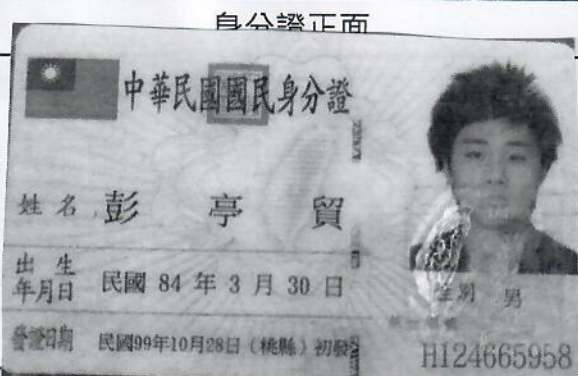 身分證正面
中華民國國民身分證
姓名 彭亭貿
出生年月日 民國 84 年 3 月 30 日
性別 男
發證日期 民國99年10月28日（桃縣）初發
H124665958